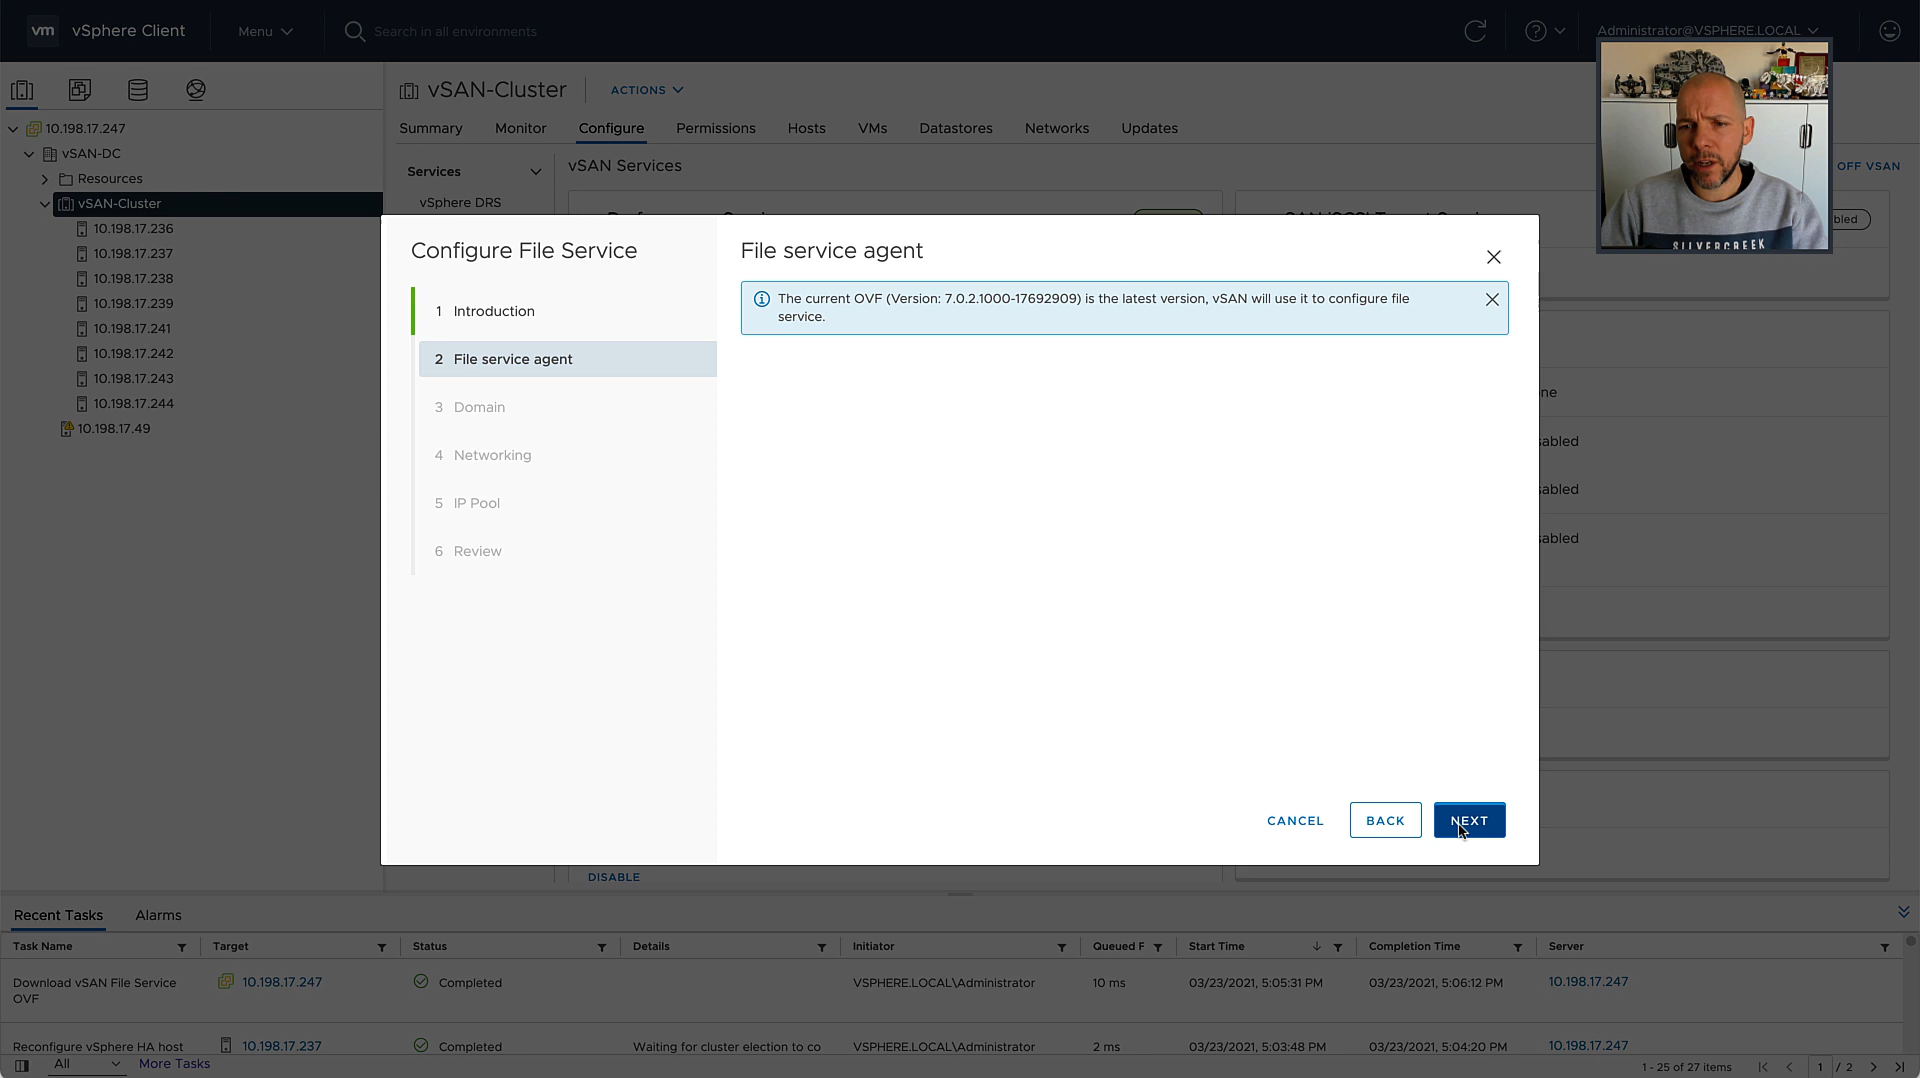 vm vSphere Client Menu Search in all environments Administrator@VSPHERE.LOCAL
vSAN-Cluster ACTIONS
Summary Monitor Configure Permissions Hosts VMs Datastores Networks Updates
10.198.17.247
vSAN-DC
Resources
vSAN-Cluster
10.198.17.236
10.198.17.237
10.198.17.238
10.198.17.239
10.198.17.241
10.198.17.242
10.198.17.243
10.198.17.244
10.198.17.49
Services
vSphere DRS
vSAN Services
OFF VSAN
bled
SILVERCREEK
Configure File Service
1 Introduction
2 File service agent
3 Domain
4 Networking
5 IP Pool
6 Review
File service agent
The current OVF (Version: 7.0.2.1000-17692909) is the latest version, vSAN will use it to configure file
service.
CANCEL BACK NEXT
ne
sabled
sabled
sabled
DISABLE
Recent Tasks Alarms
Task Name Target Status Details Initiator Queued F Start Time Completion Time Server
Download vSAN File Service
OVF
10.198.17.247 Completed VSPHERE.LOCAL\Administrator 10 ms 03/23/2021, 5:05:31 PM 03/23/2021, 5:06:12 PM 10.198.17.247
Reconfigure vSphere HA host 10.198.17.237 Completed Waiting for cluster election to co VSPHERE.LOCAL\Administrator 2 ms 03/23/2021, 5:03:48 PM 03/23/2021, 5:04:20 PM 10.198.17.247
All More Tasks 1 - 25 of 27 items 1 / 2